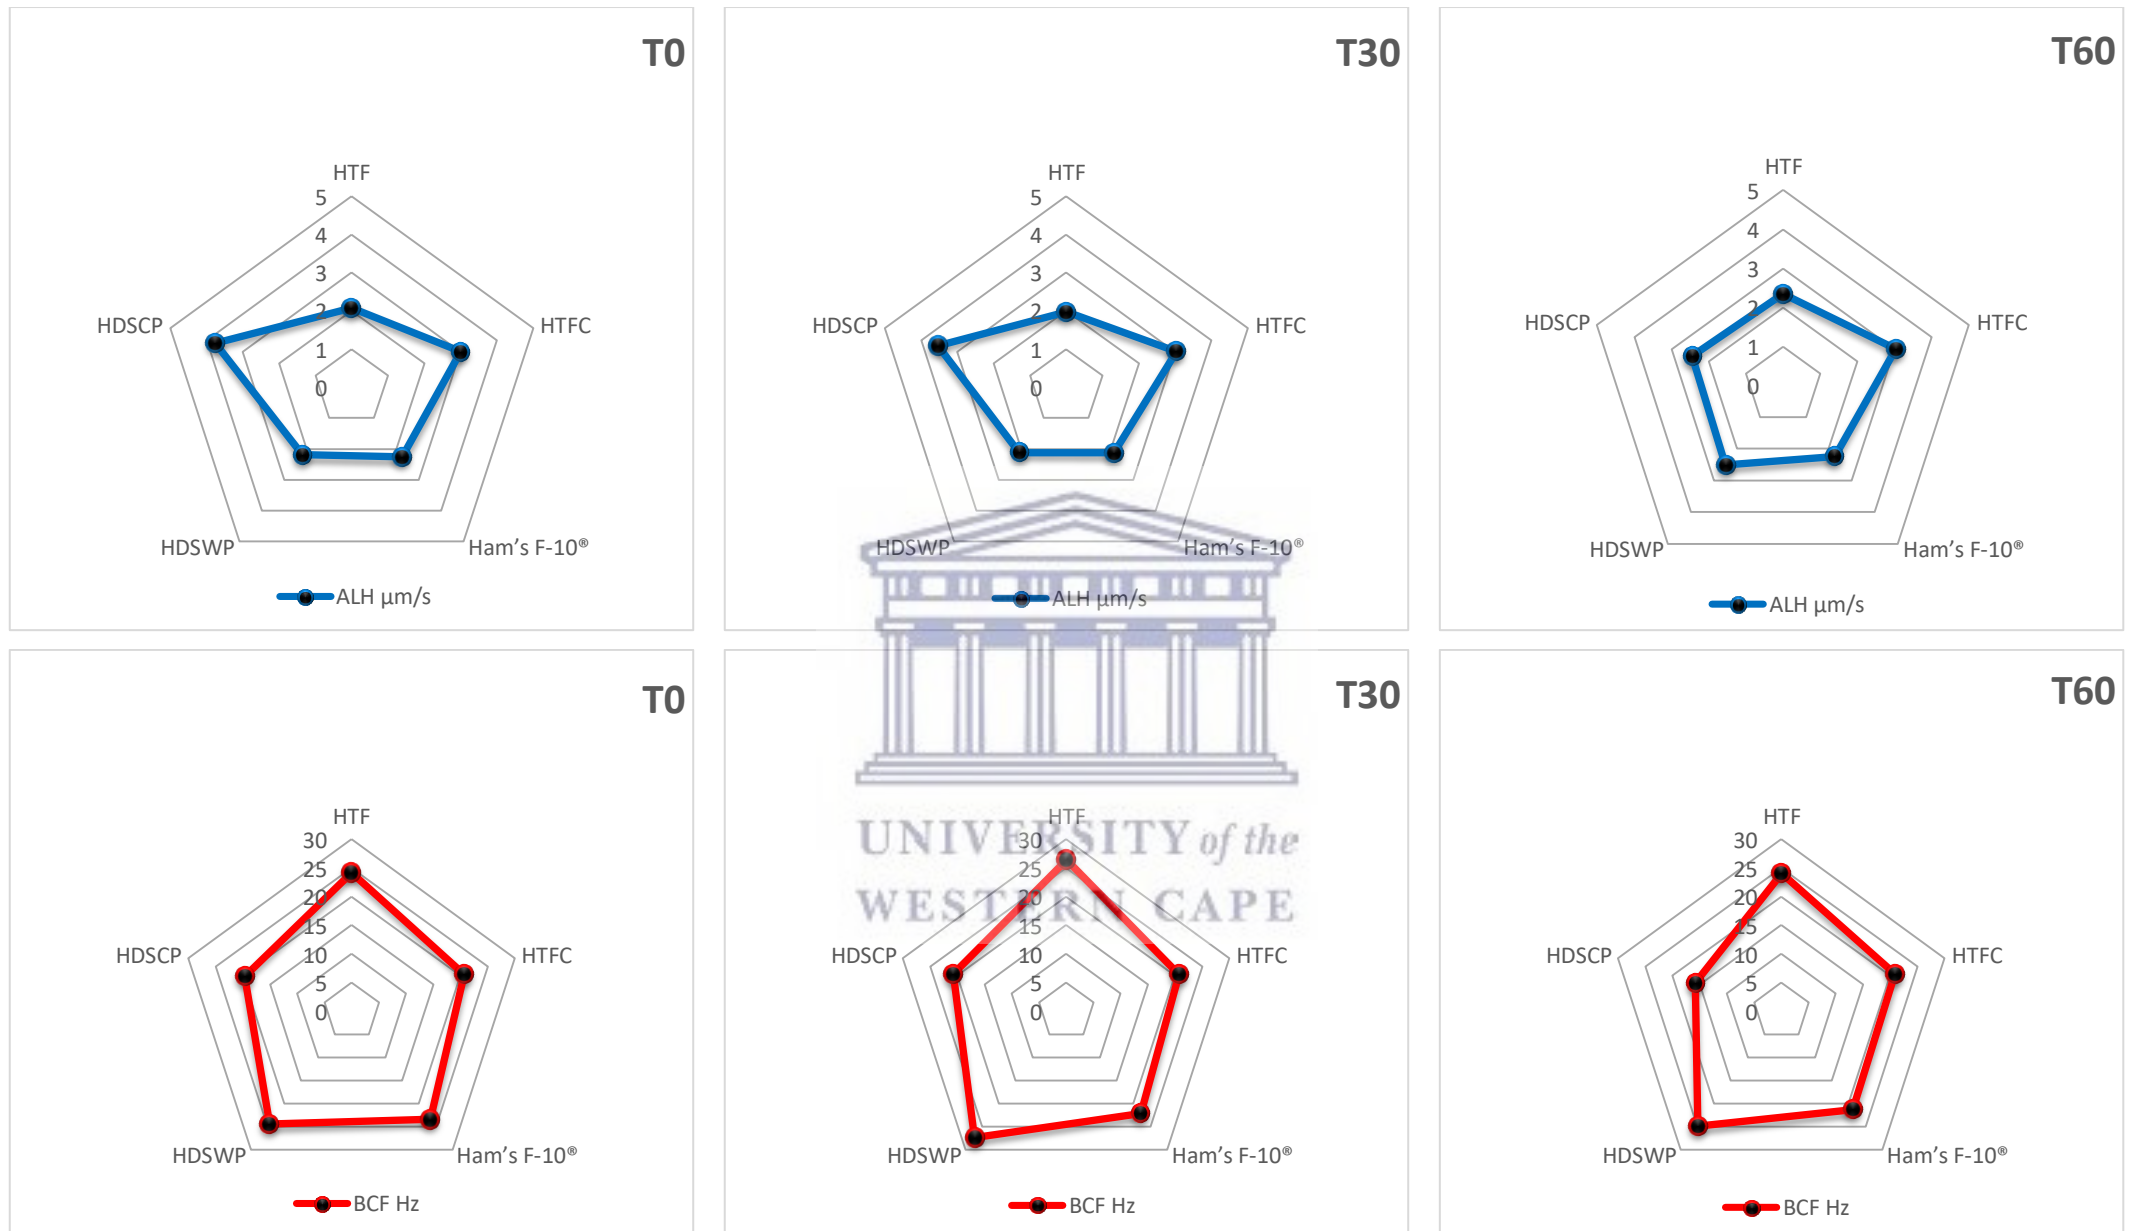 T0
HTF
5
4
3
2
1
0
HDSCP
HTFC
HDSWP
Ham's F-10®
ALH µm/s
T30
HTF
5
4
3
2
1
0
HDSCP
HTFC
HDSWP
Ham's F-10®
ALH µm/s
T60
HTF
5
4
3
2
1
0
HDSCP
HTFC
HDSWP
Ham's F-10®
ALH µm/s
T0
HTF
30
25
20
15
10
5
0
HDSCP
HTFC
HDSWP
Ham's F-10®
BCF Hz
T30
HTF
30
25
20
15
10
5
0
HDSCP
HTFC
HDSWP
Ham's F-10®
BCF Hz
UNIVERSITY of the
WESTERN CAPE
T60
HTF
30
25
20
15
10
5
0
HDSCP
HTFC
HDSWP
Ham's F-10®
BCF Hz